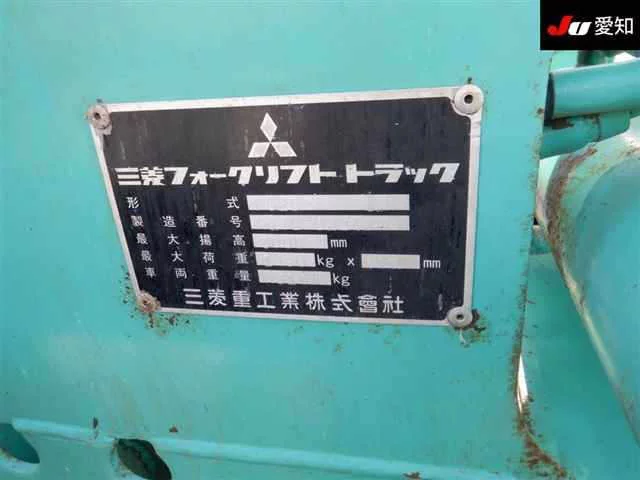 JU 愛知
三菱フォークリフトトラック
形 式
製造番号
最大揚高 mm
最大荷重 kg x mm
車両重量 kg
三菱重工業株式會社